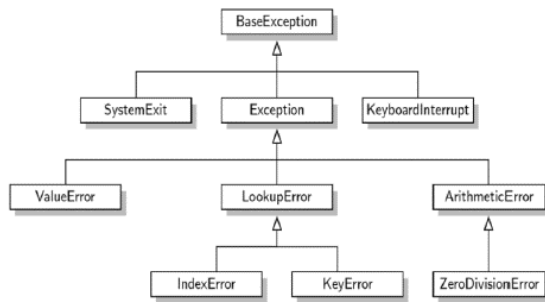 BaseException
SystemExit
Exception
KeyboardInterrupt
ValueError
LookupError
ArithmeticError
IndexError
KeyError
ZeroDivisionError